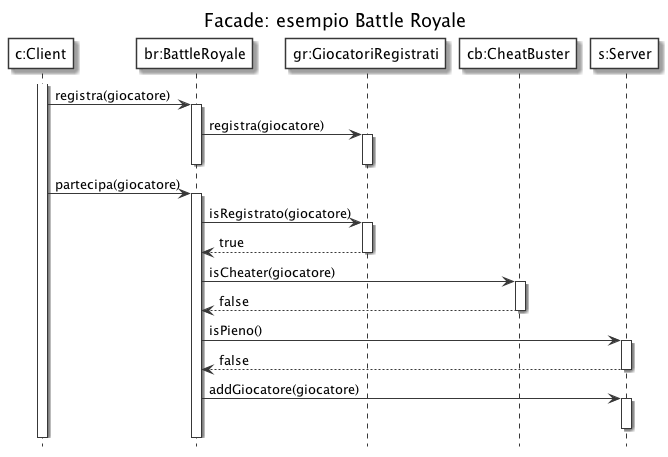 Facade: esempio Battle Royale
c:Client
br:BattleRoyale
gr:GiocatoriRegistrati
cb:CheatBuster
s:Server
registra(giocatore)
registra(giocatore)
partecipa(giocatore)
isRegistrato(giocatore)
true
isCheater(giocatore)
false
isPieno()
false
addGiocatore(giocatore)